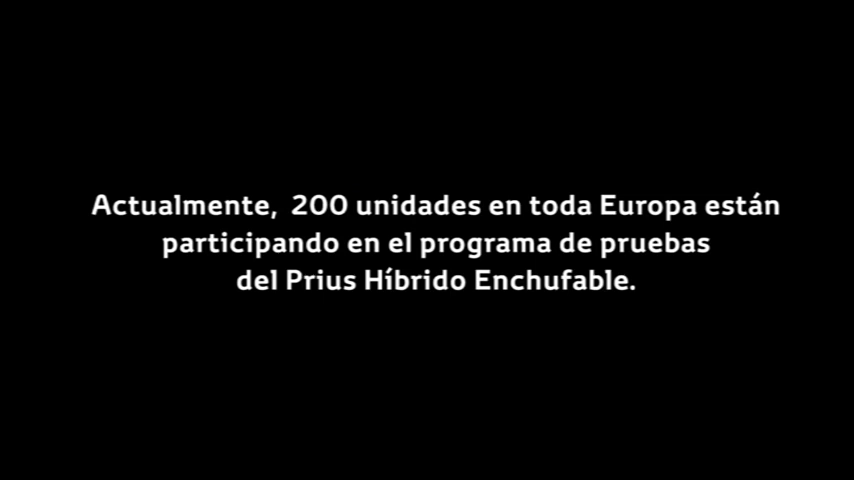 Actualmente,  200 unidades en toda Europa están
participando en el programa de pruebas
del Prius Híbrido Enchufable.